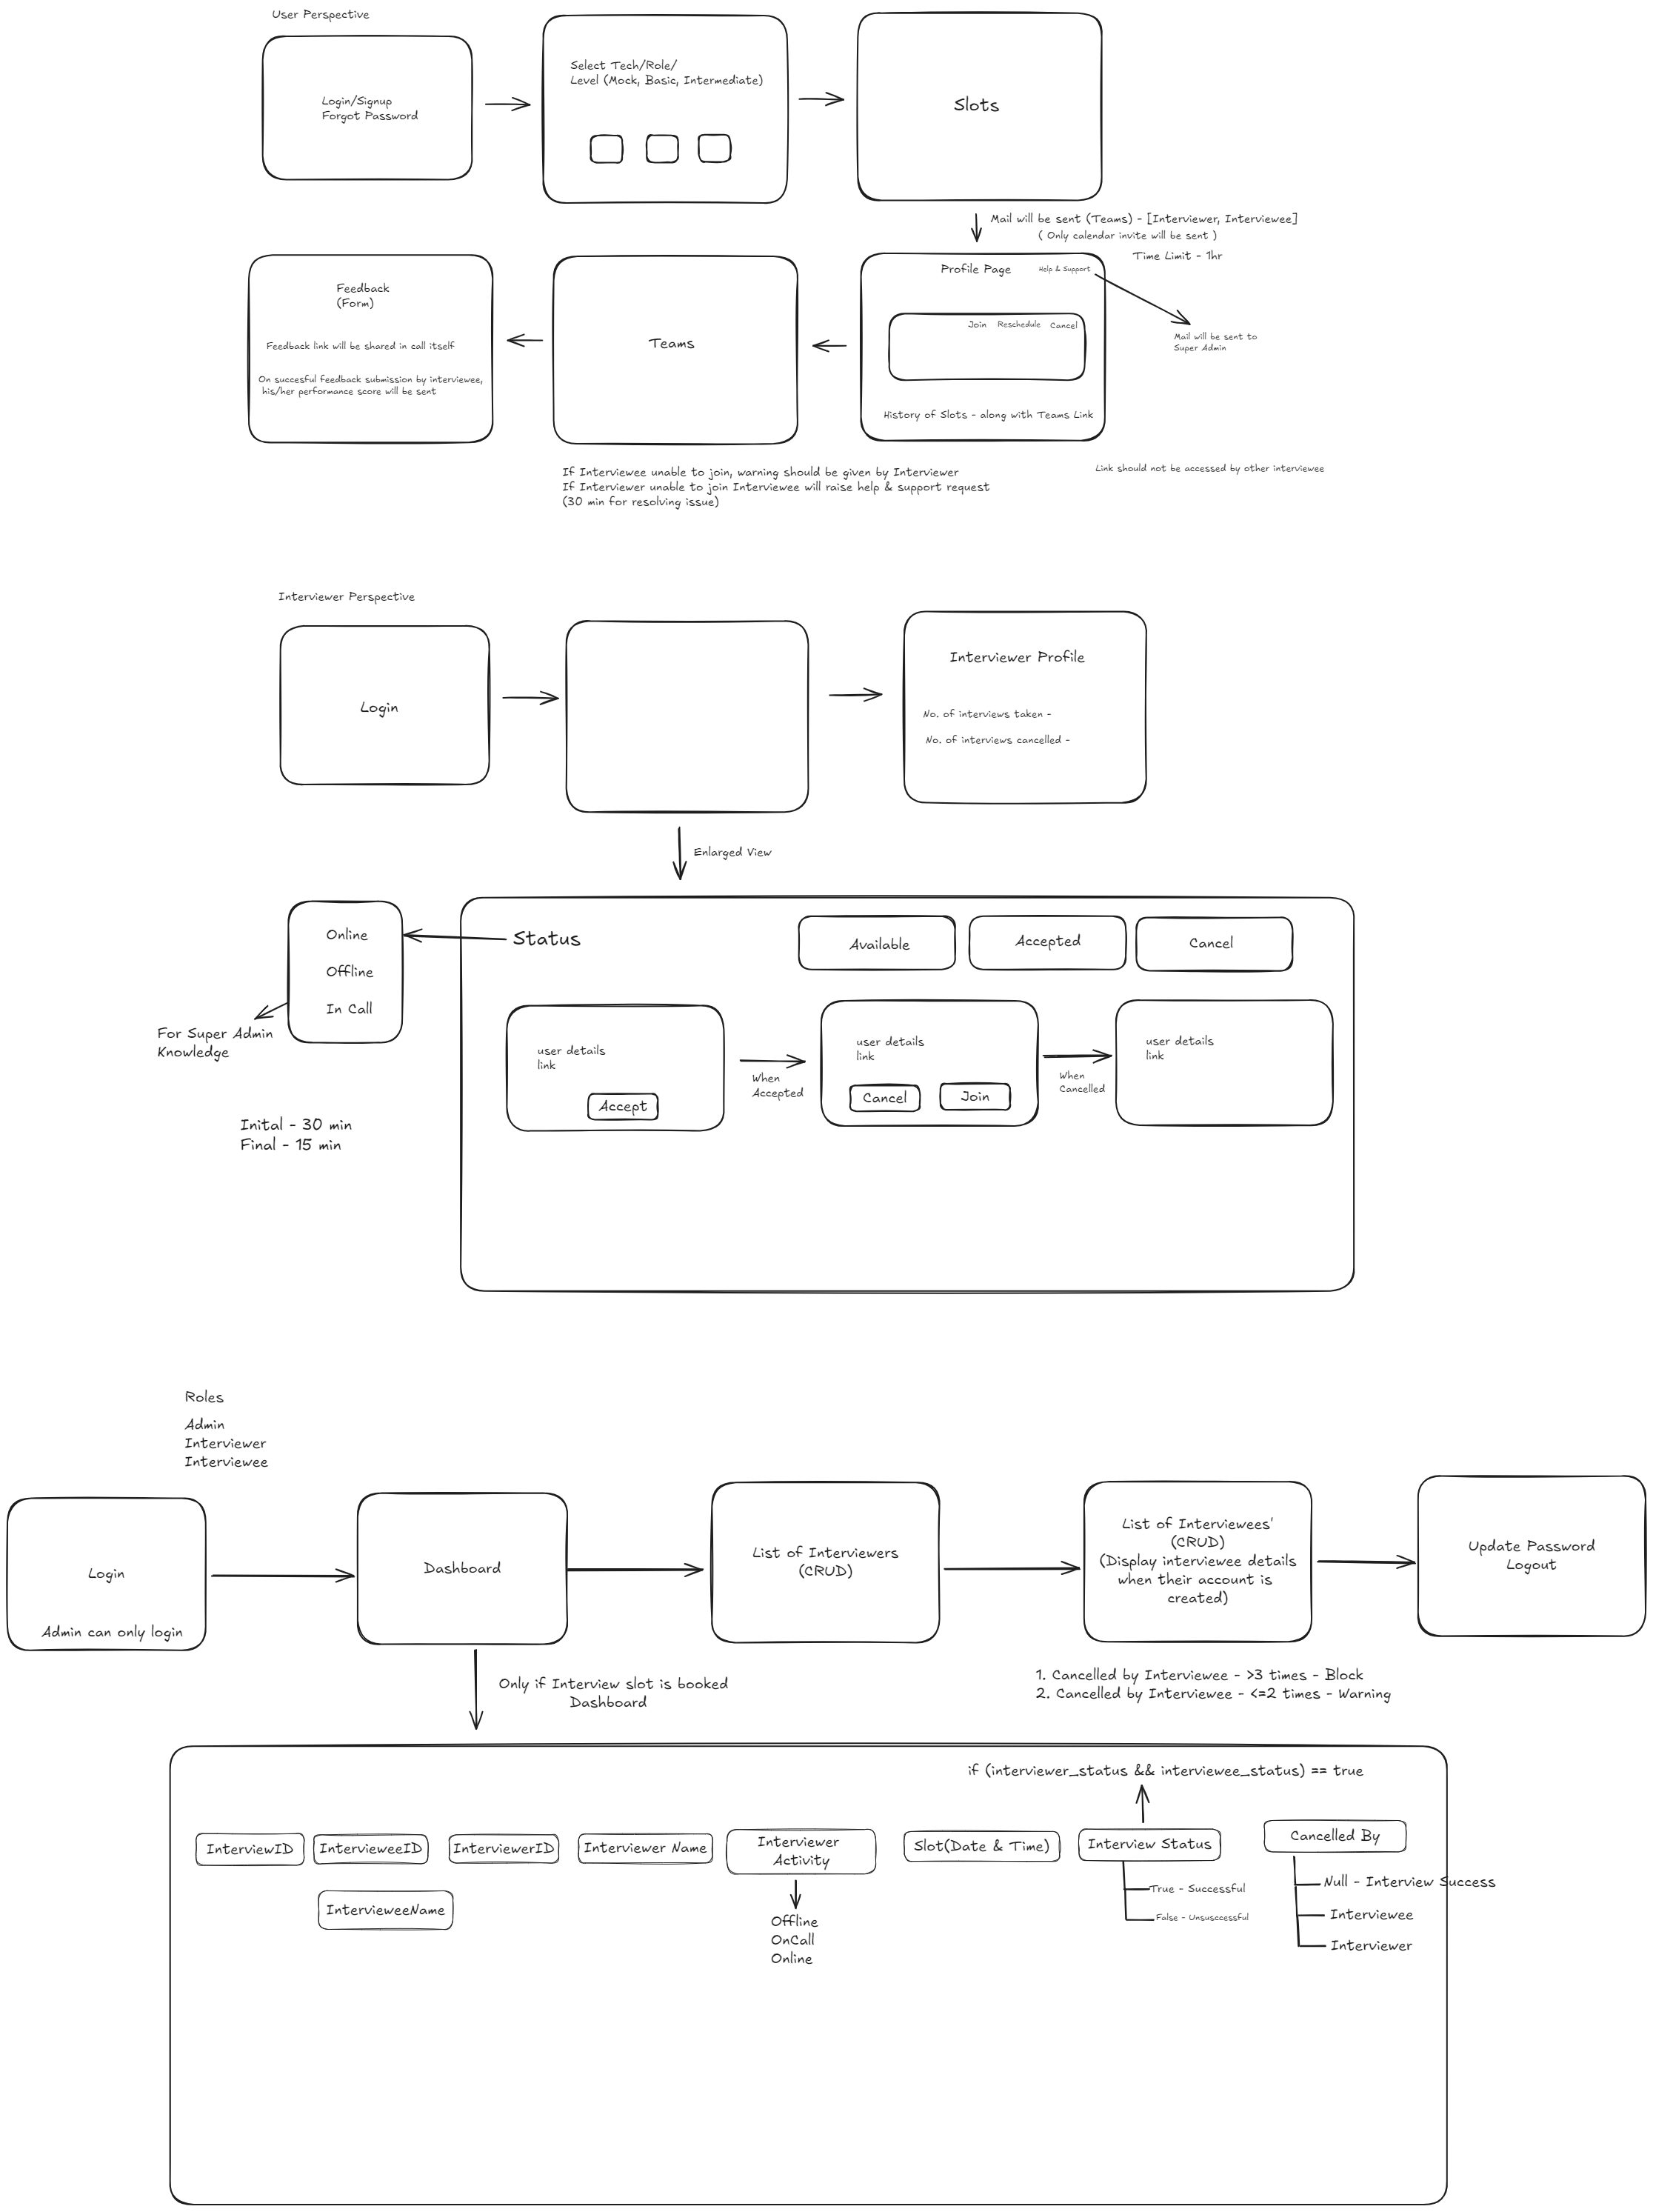 User Perspective
Login/Signup
Forgot Password
Select Tech/Role/
Level (Mock, Basic, Intermediate)
Slots
Mail will be sent (Teams) - [Interviewer, Interviewee]
( Only calendar invite will be sent )
Time Limit - 1hr
Profile Page
Help & Support
Join
Reschedule
Cancel
History of Slots - along with Teams Link
Mail will be sent to
Super Admin
Teams
Feedback
(Form)
Feedback link will be shared in call itself
On succesful feedback submission by interviewee,
his/her performance score will be sent
If Interviewee unable to join, warning should be given by Interviewer
If Interviewer unable to join Interviewee will raise help & support request
(30 min for resolving issue)
Link should not be accessed by other interviewee
Interviewer Perspective
Login
Interviewer Profile
No. of interviews taken -
No. of interviews cancelled -
Enlarged View
Status
Online
Offline
In Call
For Super Admin
Knowledge
Available
Accepted
Cancel
user details
link
Accept
When
Accepted
user details
link
Cancel
Join
When
Cancelled
user details
link
Inital - 30 min
Final - 15 min
Roles
Admin
Interviewer
Interviewee
Login
Admin can only login
Dashboard
List of Interviewers
(CRUD)
List of Interviewees'
(CRUD)
(Display interviewee details
when their account is
created)
Update Password
Logout
Only if Interview slot is booked
Dashboard
1. Cancelled by Interviewee - >3 times - Block
2. Cancelled by Interviewee - <=2 times - Warning
if (interviewer_status && interviewee_status) == true
InterviewID
IntervieweeID
InterviewerID
Interviewer Name
Interviewer
Activity
Slot(Date & Time)
Interview Status
Cancelled By
IntervieweeName
Offline
OnCall
Online
True - Successful
False - Unsusccessful
Null - Interview Success
Interviewee
Interviewer